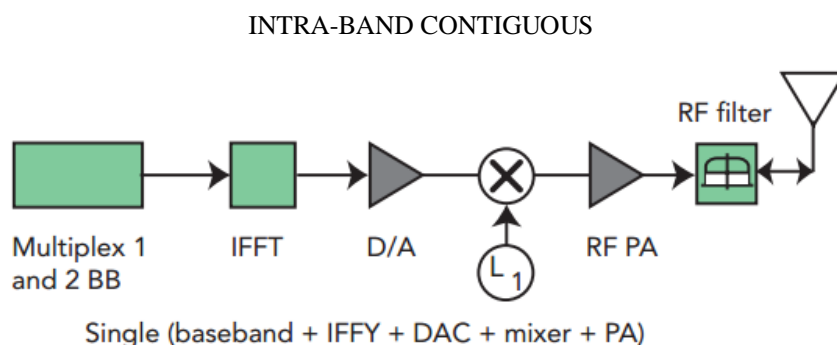 INTRA-BAND CONTIGUOUS
RF filter
Multiplex 1
and 2 BB
IFFT
D/A
L 1
RF PA
Single (baseband + IFFY + DAC + mixer + PA)